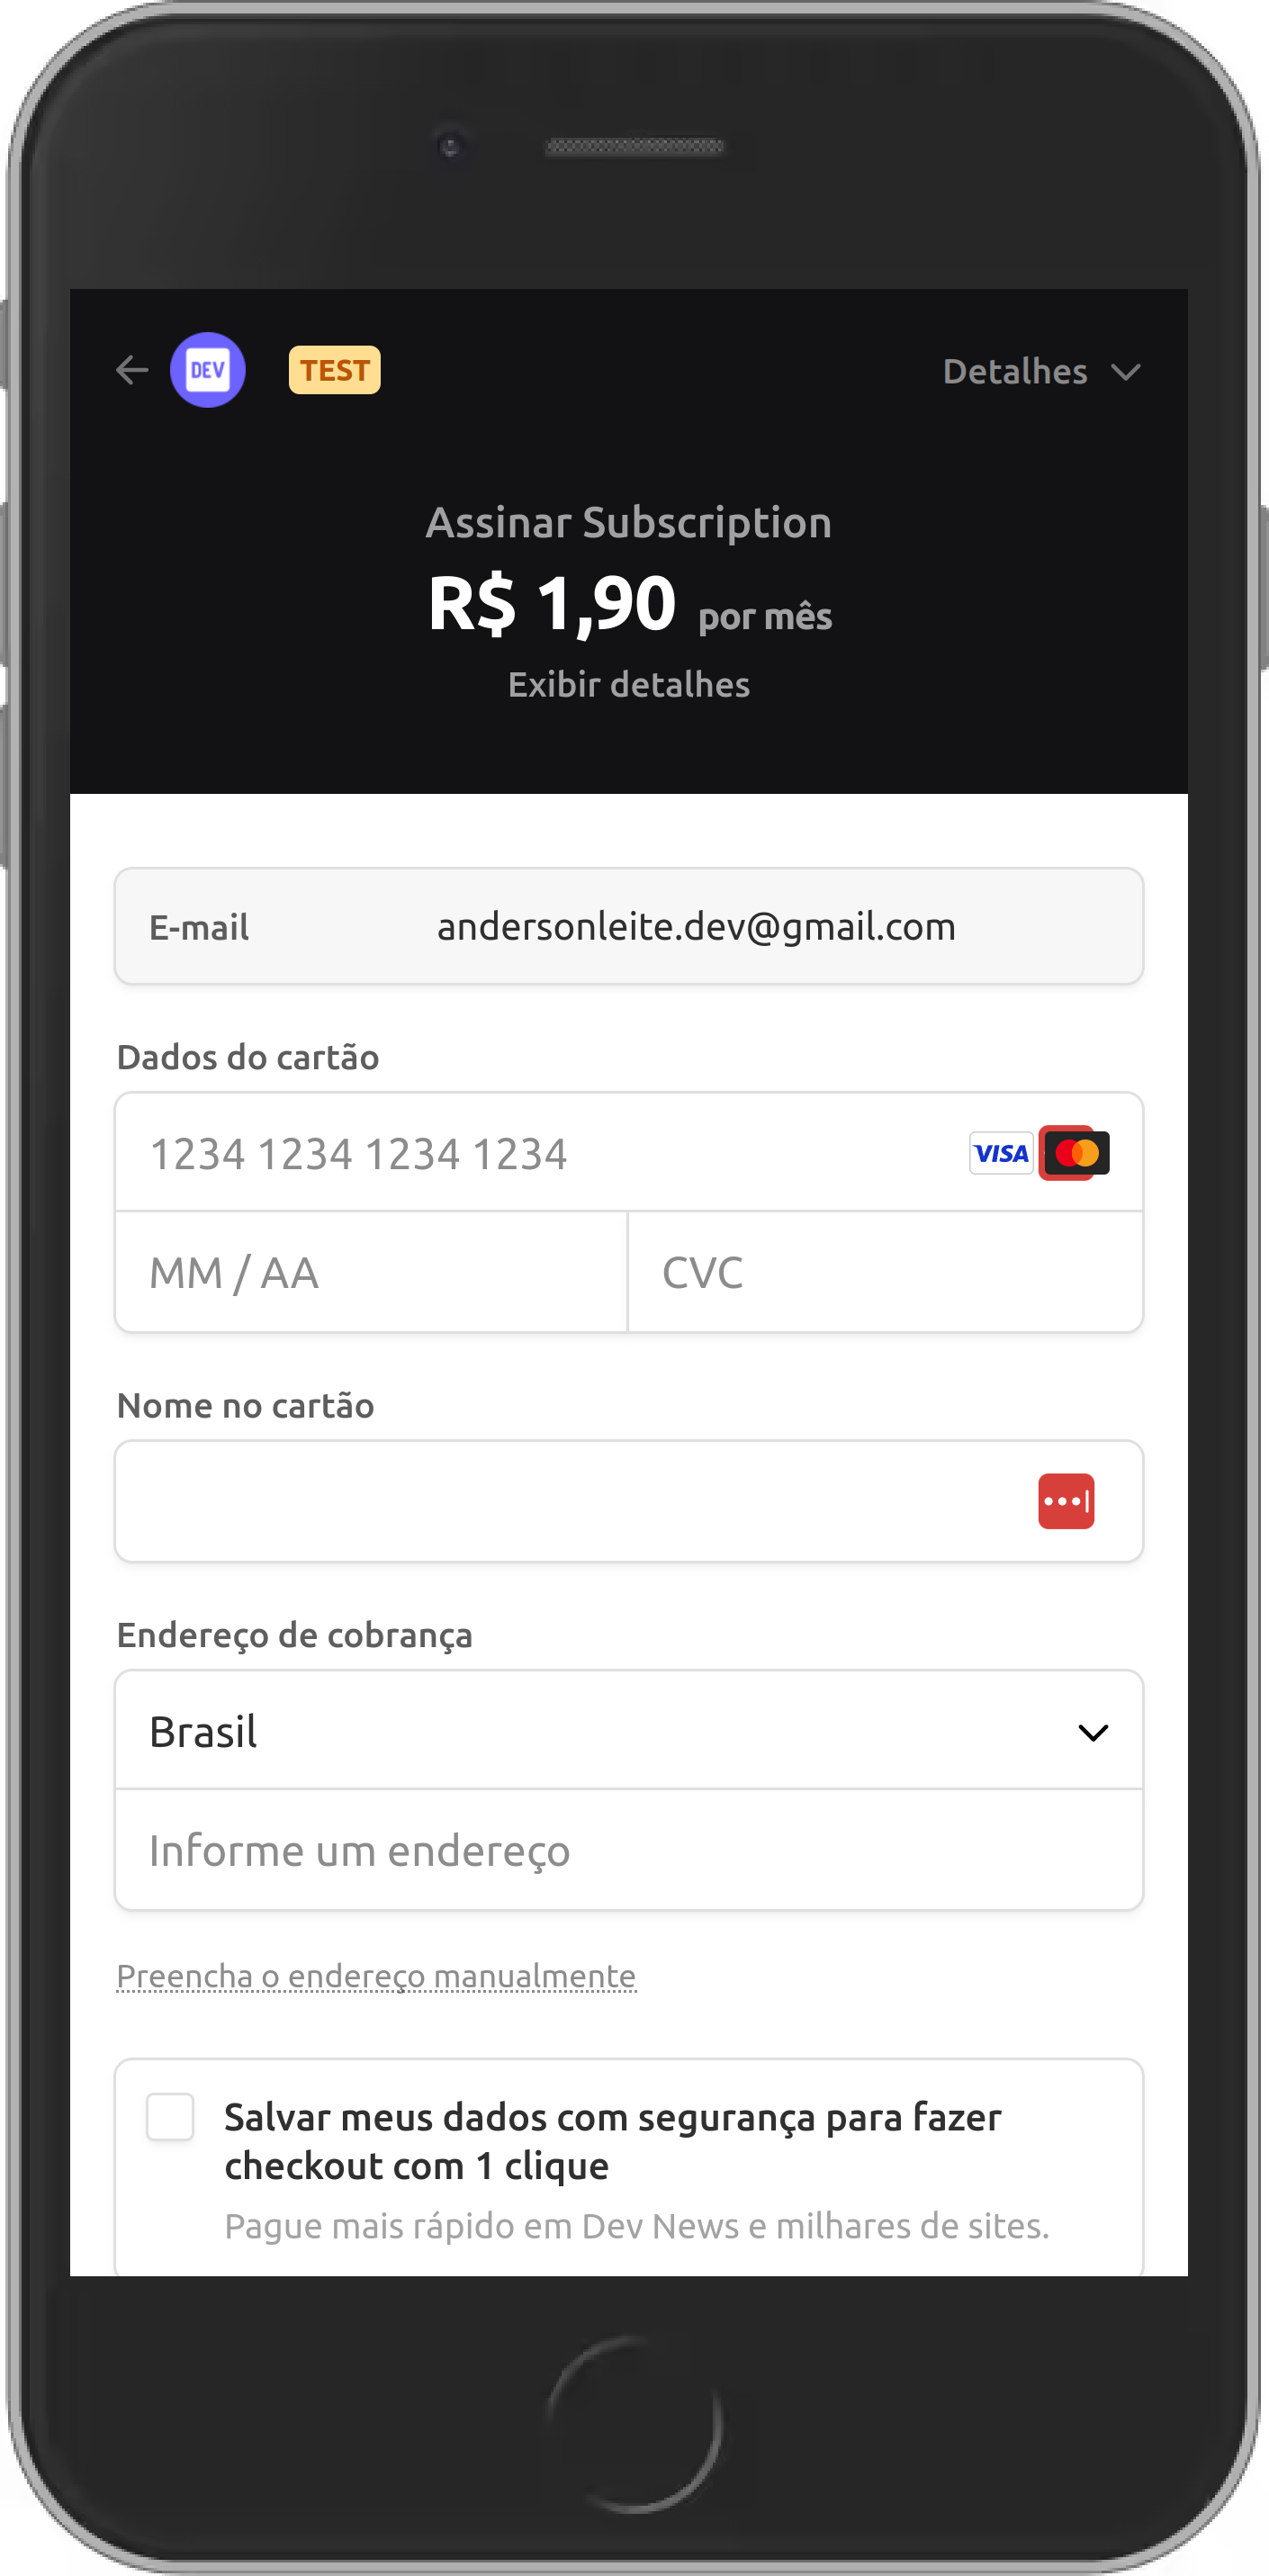 DEV TEST Detalhes
Assinar Subscription
R$ 1,90 por mês
Exibir detalhes
E-mail andersonleite.dev@gmail.com
Dados do cartão
1234 1234 1234 1234 VISA
MM / AA CVC
Nome no cartão
Endereço de cobrança
Brasil
Informe um endereço
Preencha o endereço manualmente
Salvar meus dados com segurança para fazer
checkout com 1 clique
Pague mais rápido em Dev News e milhares de sites.